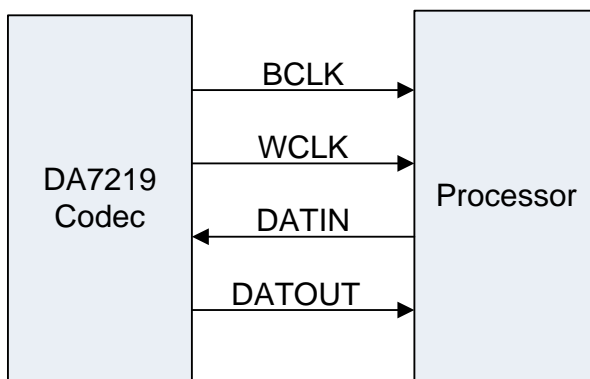 DA7219
Codec
BCLK
WCLK
DATIN
DATOUT
Processor